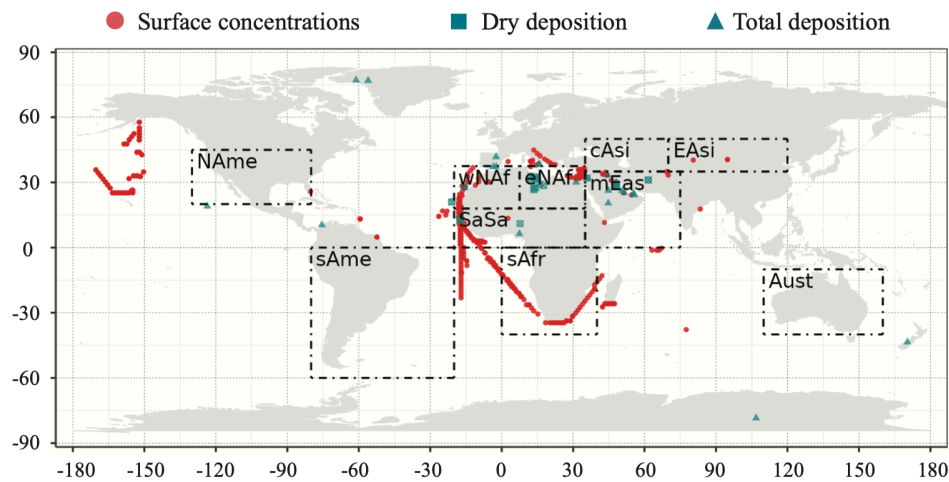 Surface concentrations Dry deposition Total deposition
90
60
30
0
-30
-60
-90
NAme
cAsi
EAsi
wNAf
eNAf
mEas
SaSa
sAme
sAfr
Aust
-180 -150 -120 -90 -60 -30 0 30 60 90 120 150 180